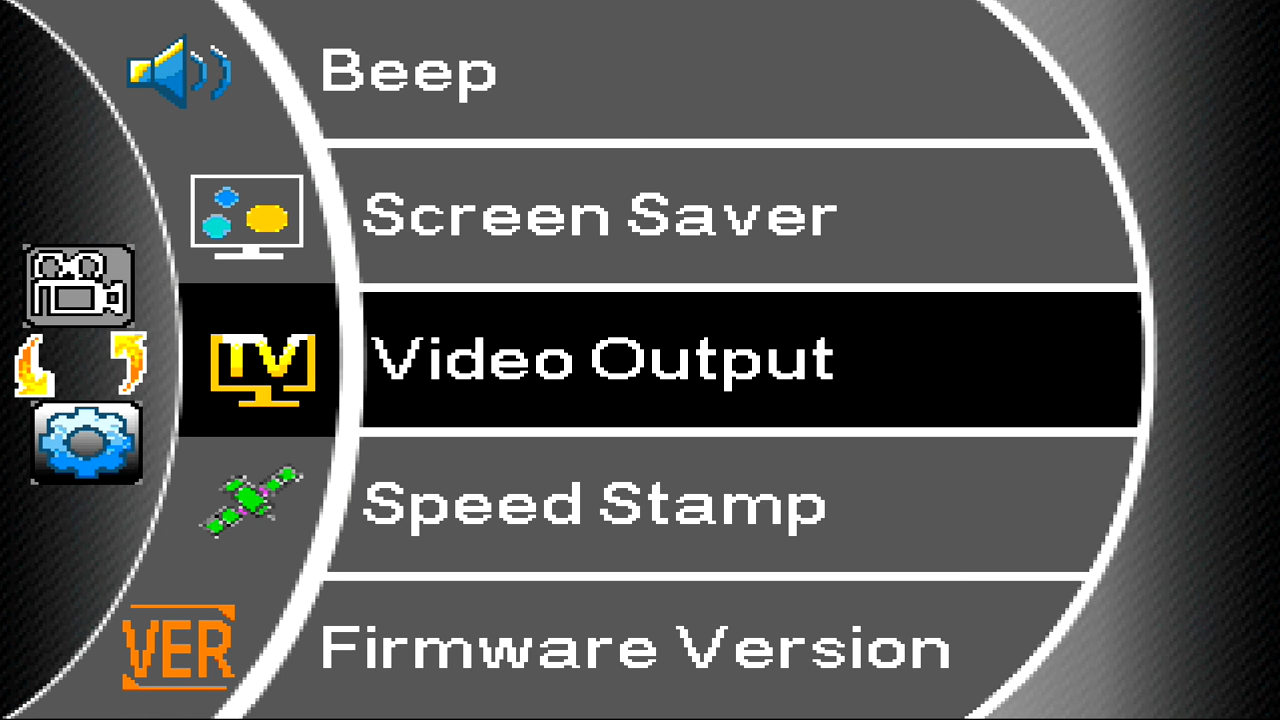 Beep
Screen Saver
TV Video Output
Speed Stamp
VER Firmware Version